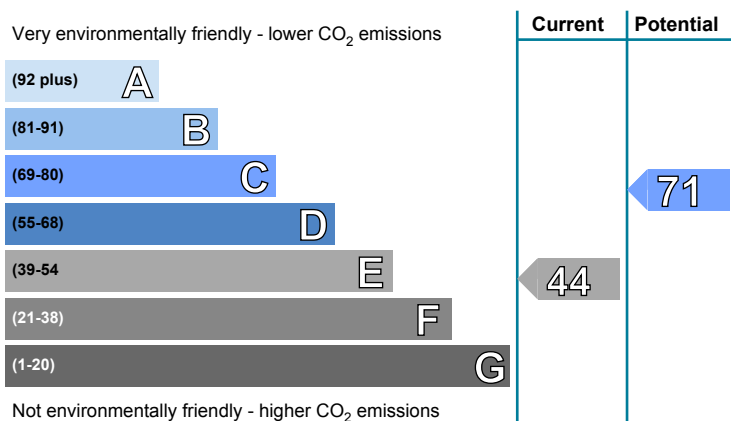 Very environmentally friendly - lower CO2 emissions
Current
Potential
(92 plus) A
(81-91) B
(69-80) C
71
(55-68) D
(39-54 E
44
(21-38) F
(1-20) G
Not environmentally friendly - higher CO2 emissions